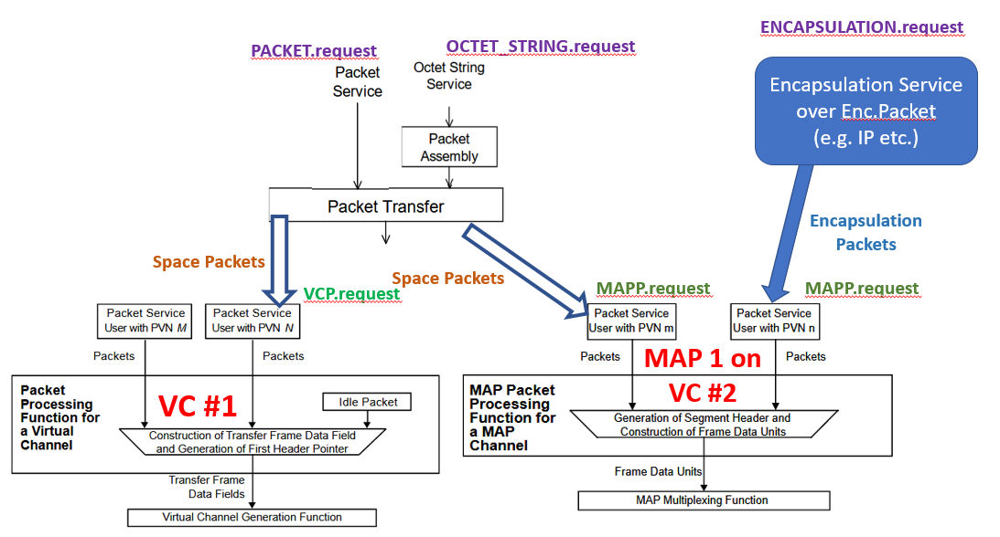 ENCAPSULATION.request
PACKET.request
OCTET_STRING.request
Packet
Service
Octet String
Service
Encapsulation Service
over Enc.Packet
(e.g. IP etc.)
Packet
Assembly
Packet Transfer
Encapsulation
Packets
Space Packets
Space Packets
VCP.request
MAPP.request
MAPP.request
Packet Service
User with PVN M
Packet Service
User with PVN N
Packet Service
User with PVN m
Packet Service
User with PVN n
Packets
Packets
Packets
MAP 1 on
Packets
Packet
Processing
Function for
a Virtual
Channel
VC #1
Idle Packet
Construction of Transfer Frame Data Field
and Generation of First Header Pointer
MAP Packet
Processing
Function for
a MAP
Channel
VC #2
Generation of Segment Header and
Construction of Frame Data Units
Transfer Frame
Data Fields
Frame Data Units
Virtual Channel Generation Function
MAP Multiplexing Function